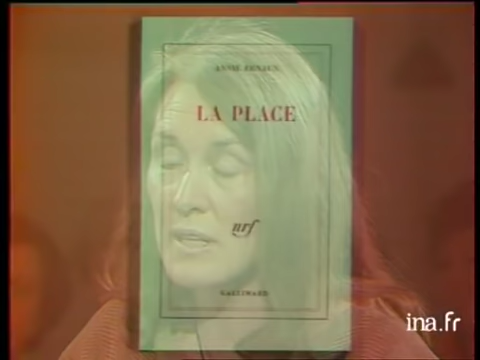 ANNIE ERNAUX
LA PLACE
nrf
GALLIMARD
ina.fr